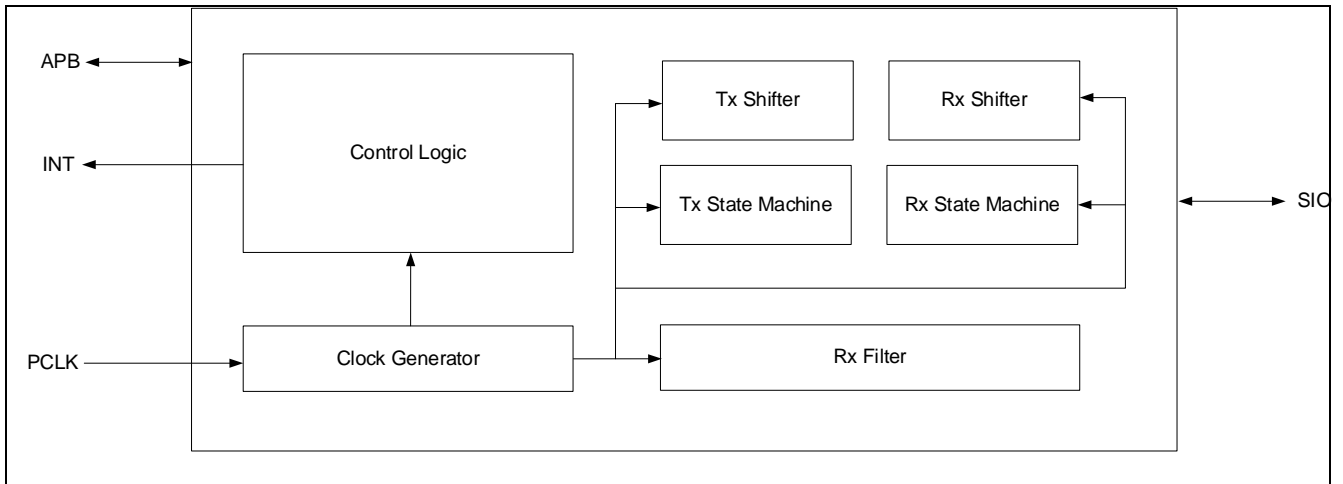 APB
Tx Shifter
Rx Shifter
Control Logic
INT
Tx State Machine
Rx State Machine
SIO
PCLK
Clock Generator
Rx Filter